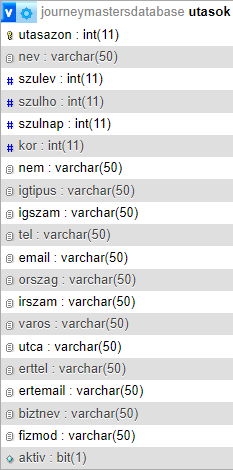 v journeymastersdatabase utasok
utasazon : int(11)
nev : varchar(50)
# szulev : int(11)
# szulho : int(11)
# szulnap : int(11)
# kor : int(11)
nem : varchar(50)
igtipus : varchar(50)
igszam : varchar(50)
tel : varchar(50)
email : varchar(50)
orszag : varchar(50)
irszam : varchar(50)
varos : varchar(50)
utca : varchar(50)
erttel : varchar(50)
ertemail : varchar(50)
biztnev : varchar(50)
fizmod : varchar(50)
aktiv : bit(1)